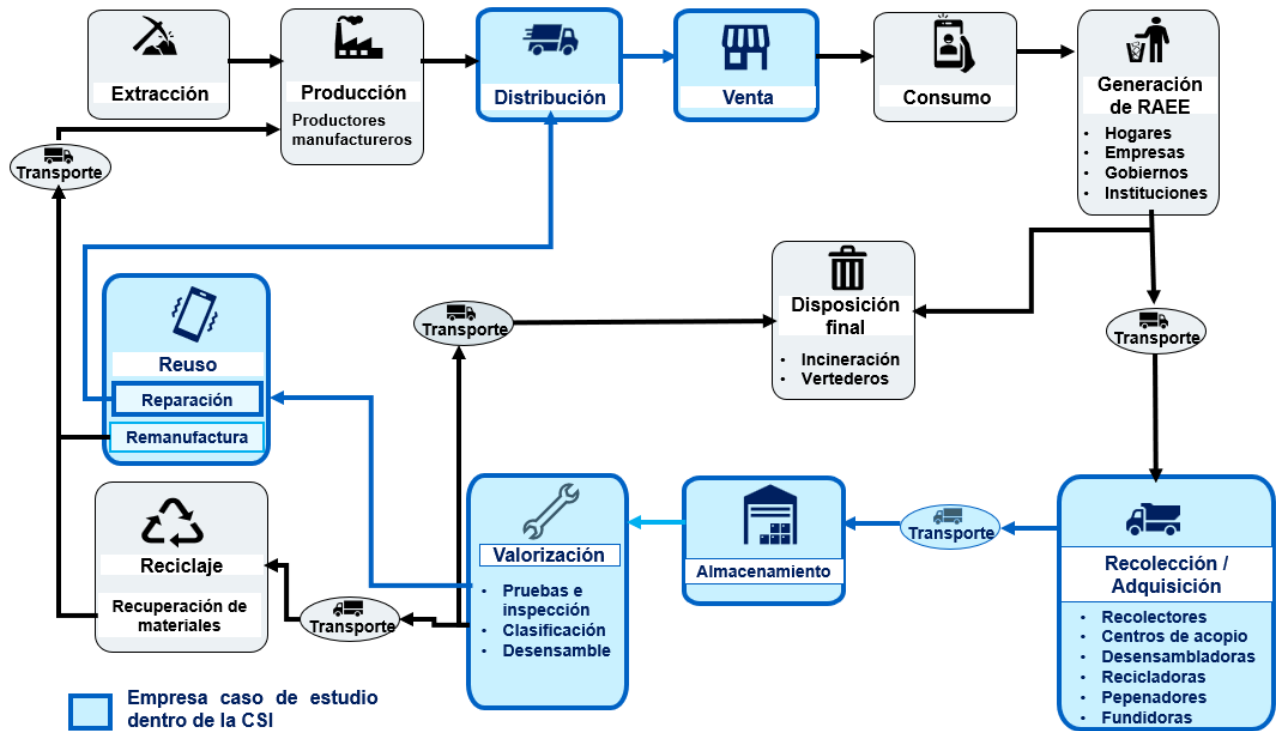 Extracción
Producción
Productores
manufactureros
Distribución
Venta
Consumo
Generación
de RAEE
• Hogares
• Empresas
• Gobiernos
• Instituciones
Transporte
Disposición
final
• Incineración
• Vertederos
Transporte
Transporte
Reuso
Reparación
Remanufactura
Reciclaje
Recuperación de
materiales
Transporte
Valorización
• Pruebas e
inspección
• Clasificación
• Desensamble
Almacenamiento
Transporte
Recolección /
Adquisición
• Recolectores
• Centros de acopio
• Desensambladoras
• Recicladoras
• Pepenadores
• Fundidoras
Empresa caso de estudio
dentro de la CSI